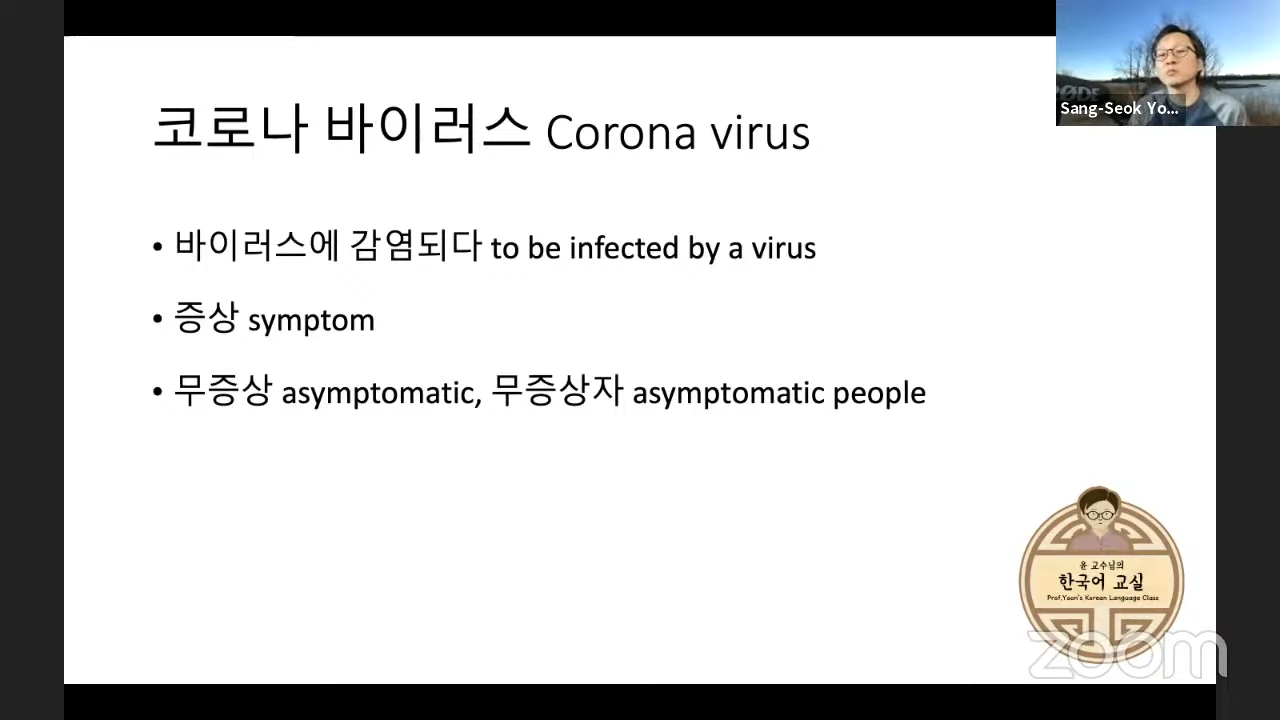 Sang-Seok Yo...
코로나 바이러스 Corona virus
• 바이러스에 감염되다 to be infected by a virus
• 증상 symptom
• 무증상 asymptomatic, 무증상자 asymptomatic people
윤 교수님의
한국어 교실
Prof.Yoon's Korean Language Class
zoom